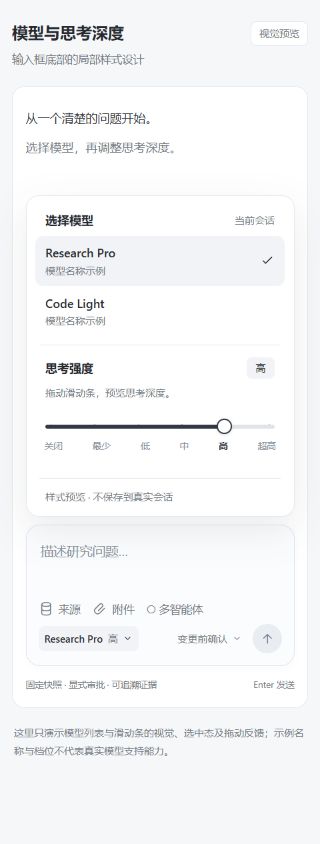 模型与思考深度
视觉预览
输入框底部的局部样式设计
从一个清楚的问题开始。
选择模型，再调整思考深度。
选择模型
当前会话
Research Pro
模型名称示例
Code Light
模型名称示例
思考强度
高
拖动滑动条，预览思考深度。
关闭 最少 低 中 高 超高
样式预览 · 不保存到真实会话
描述研究问题...
来源 附件 多智能体
Research Pro 高 变更前确认
固定快照 · 显式审批 · 可追溯证据
Enter 发送
这里只演示模型列表与滑动条的视觉、选中态及拖动反馈；示例名
称与档位不代表真实模型支持能力。